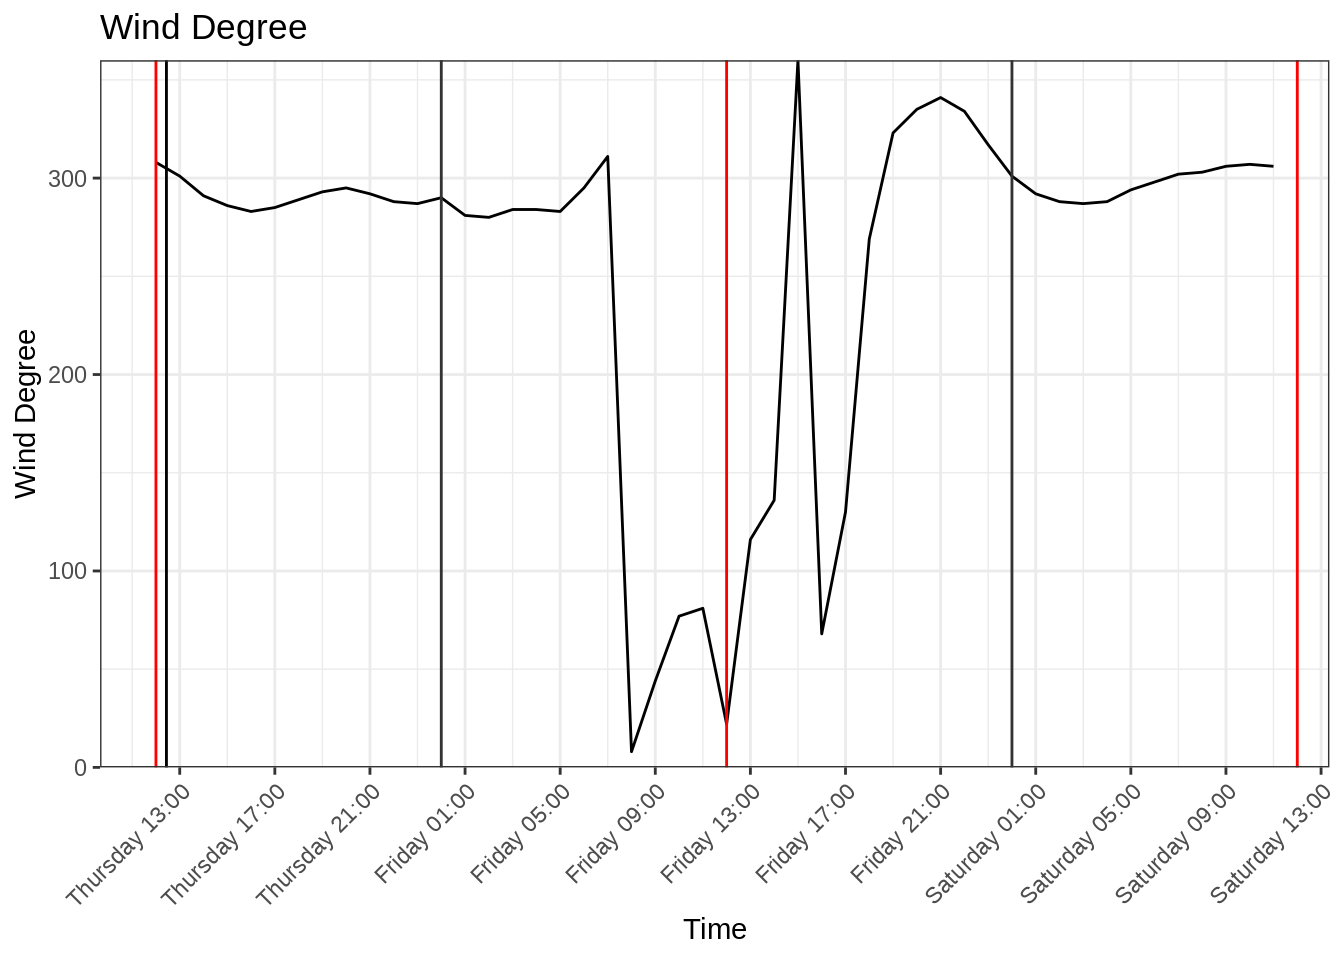 Wind Degree
Wind Degree
300
200
100
0
Thursday 13:00
Thursday 17:00
Thursday 21:00
Friday 01:00
Friday 05:00
Friday 09:00
Friday 13:00
Friday 17:00
Friday 21:00
Saturday 01:00
Saturday 05:00
Saturday 09:00
Saturday 13:00
Time